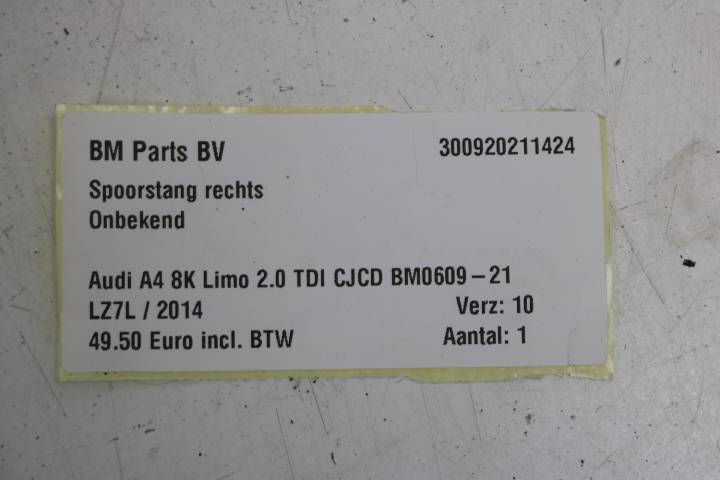 BM Parts BV 300920211424
Spoorstang rechts
Onbekend
Audi A4 8K Limo 2.0 TDI CJCD BM0609-21
LZ7L / 2014 Verz: 10
49.50 Euro incl. BTW Aantal: 1